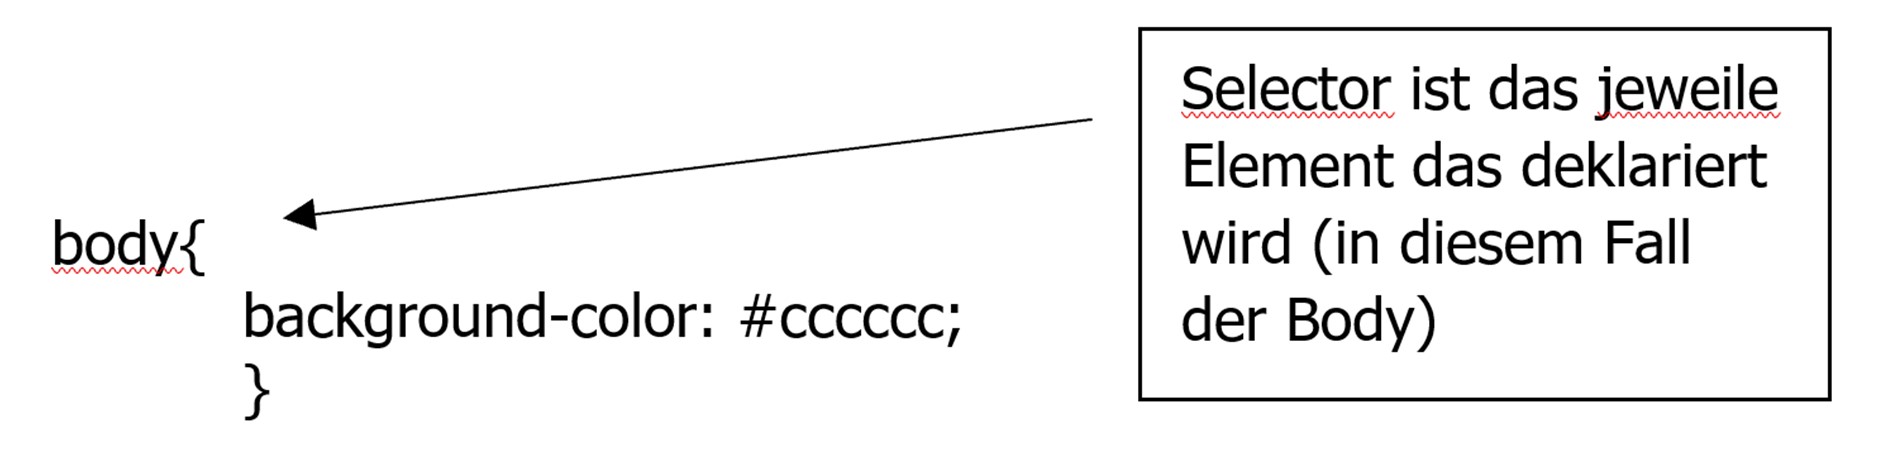 body{
background-color: #cccccc;
}
Selector ist das jeweile
Element das deklariert
wird (in diesem Fall
der Body)